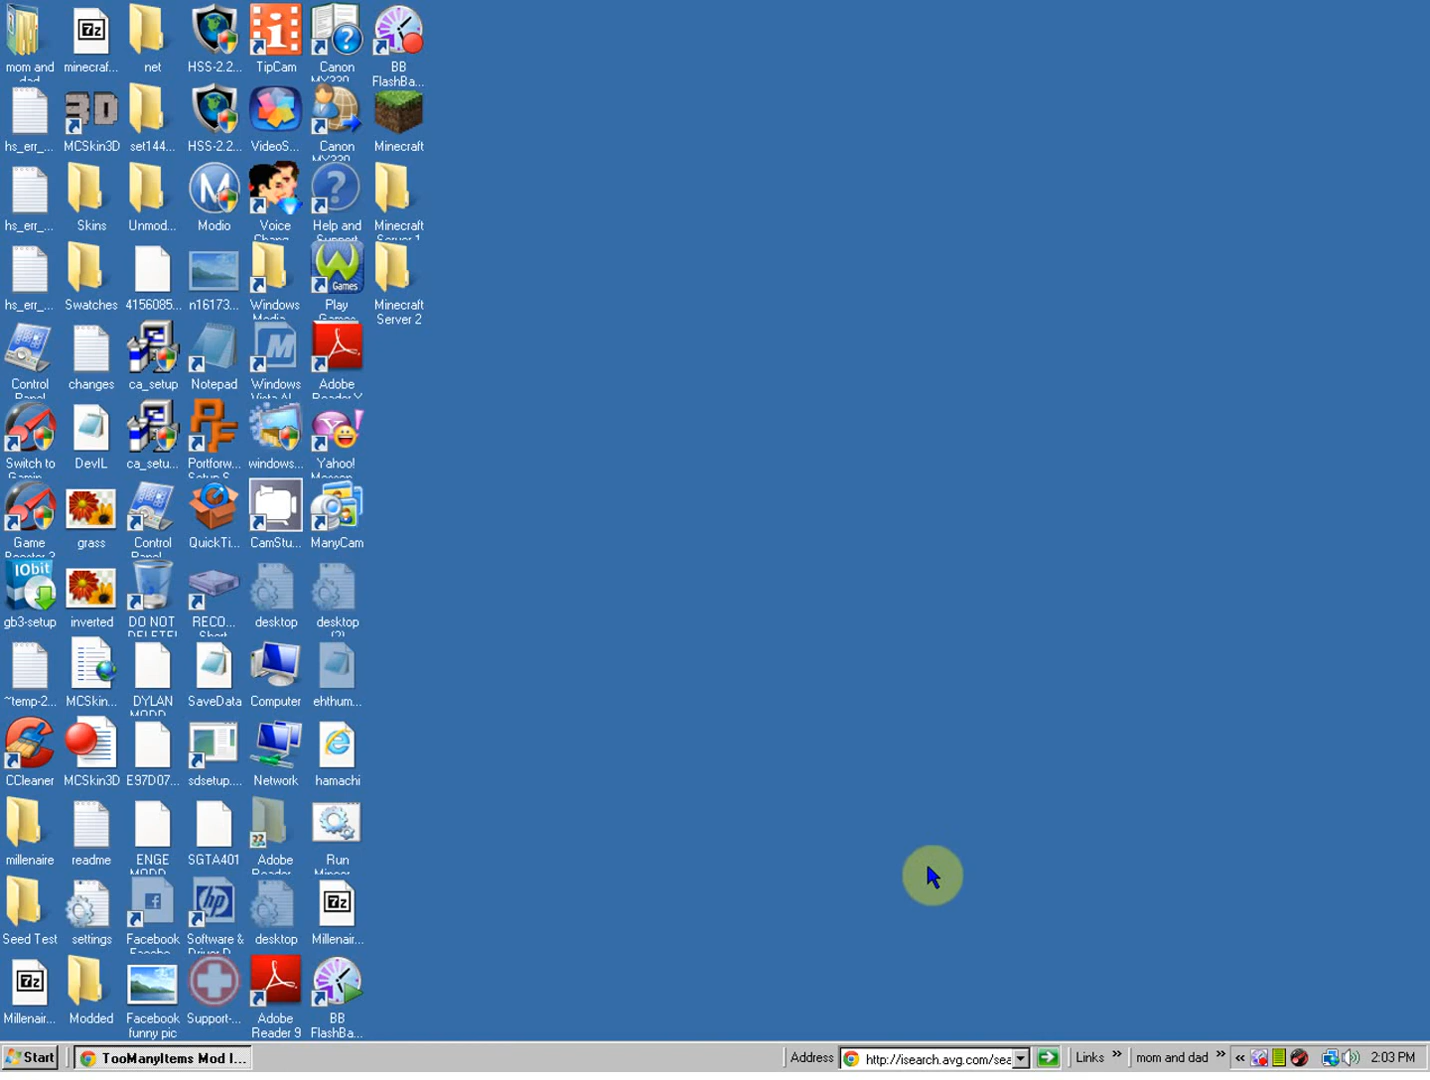 mom and
dad
minecraf...
net
HSS-2.2...
TipCam
Canon
MX330
BB
FlashBa...
hs_err_...
3D
MCSkin3D
set144...
HSS-2.2...
VideoS...
Canon
MX330
Minecraft
hs_err_...
Skins
Unmod...
Modio
Voice
Chang...
Help and
Support
Minecraft
Server 1
hs_err_...
Swatches
4156085...
n16173...
Windows
Media
Games
Play
Games
Minecraft
Server 2
Control
Panel
changes
ca_setup
Notepad
Windows
Vista Al...
Adobe
Reader X
Switch to
Gamin...
DevIL
ca_setu...
Portforw...
Setup S...
windows...
Yahoo!
Messen...
Game
Booster 3
grass
Control
Panel
QuickTi...
CamStu...
ManyCam
IObit
gb3-setup
inverted
DO NOT
DELETE!
RECO...
Short
desktop
desktop
(2)
~temp-2...
MCSkin...
DYLAN
MODD...
SaveData
Computer
ehthum...
CCleaner
MCSkin3D
E97D07...
sdsetup....
Network
hamachi
millenaire
readme
ENGE
MODD...
SGTA401
Adobe
Reader
Run
Minecr...
Seed Test
settings
Facebook
Software &
desktop
Millenair...
Millenair...
Modded
Facebook
funny pic
Support-...
Adobe
Reader 9
BB
FlashBa...
Start
TooManyItems Mod I...
Address
http://isearch.avg.com/sea
Links »
mom and dad »
«
2:03 PM